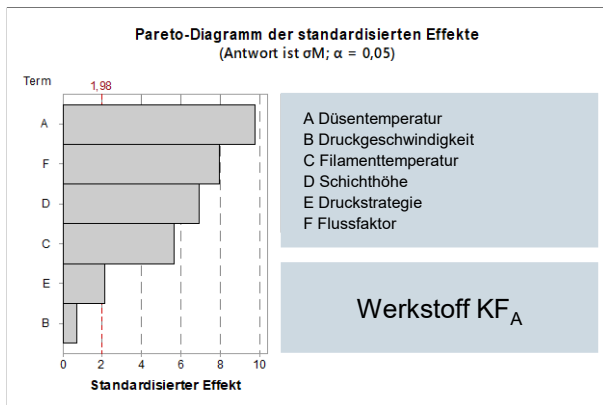 Pareto-Diagramm der standardisierten Effekte
(Antwort ist σM; α = 0,05)
Term
1,98
A
F
D
C
E
B
0 2 4 6 8 10
Standardisierter Effekt
A Düsentemperatur
B Druckgeschwindigkeit
C Filamenttemperatur
D Schichthöhe
E Druckstrategie
F Flussfaktor
Werkstoff KF_A